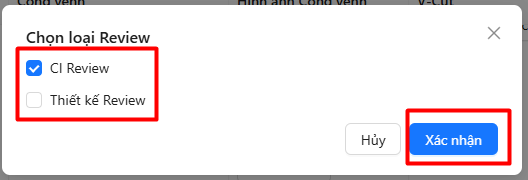 Chọn loại Review
CI Review
Thiết kế Review
Hủy
Xác nhận